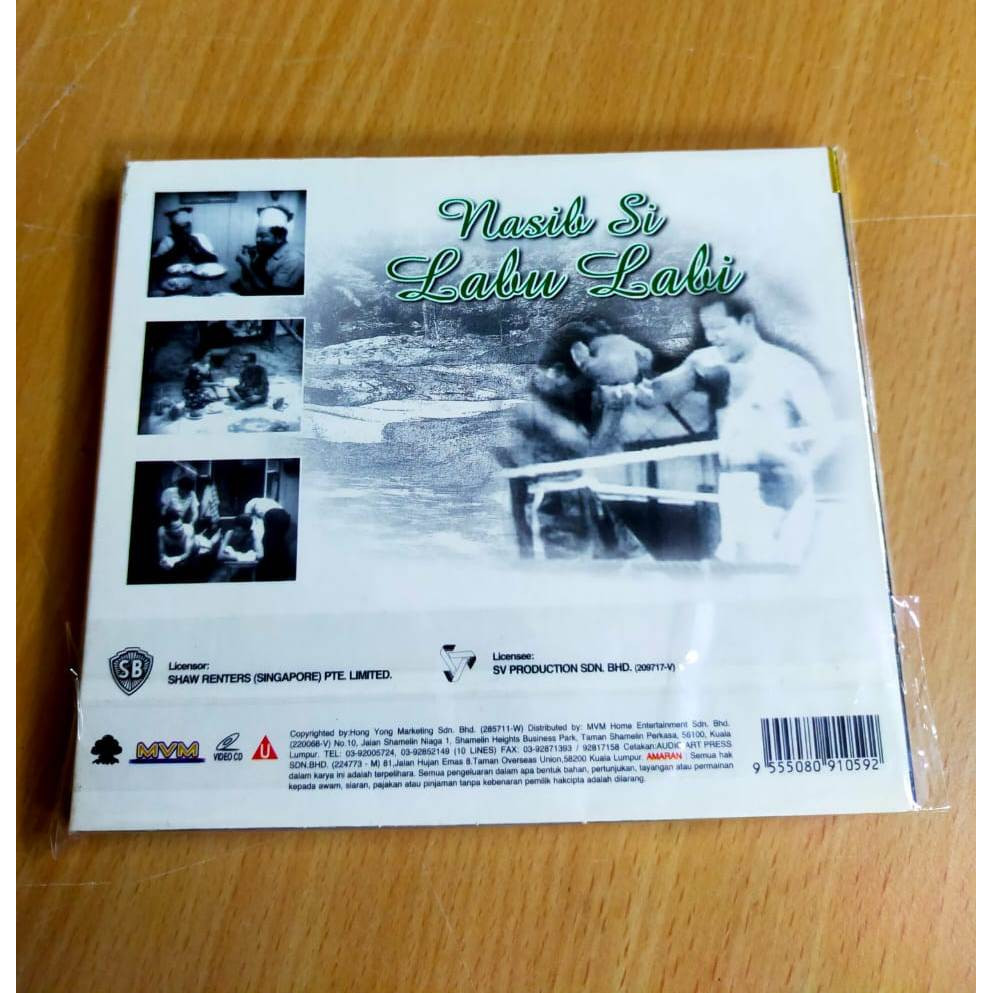 Nasib Si
Labu Labi
SB
Licensor:
SHAW RENTERS (SINGAPORE) PTE. LIMITED.
Licensee:
SV PRODUCTION SDN. BHD. (209717-V)
MVM
VIDEO CD
U
Copyrighted by:Hong Yong Marketing Sdn. Bhd. (285711-W) Distributed by: MVM Home Entertainment Sdn. Bhd.
(220068-V) No.10, Jalan Shamelin Niaga 1, Shamelin Heights Business Park, Taman Shamelin Perkasa, 56100, Kuala
Lumpur. TEL: 03-92005724, 03-92852149 (10 LINES) FAX: 03-92871393 / 92817158 Cetakan:AUDIO ART PRESS
SDN.BHD. (224773 - M) 81,Jalan Hujan Emas 8.Taman Overseas Union,58200 Kuala Lumpur. AMARAN : Semua hak
dalam karya ini adalah terpelihara. Semua pengeluaran dalam apa bentuk bahan, pertunjukan, tayangan atau permainan
kepada awam, siaran, pajakan atau pinjaman tanpa kebenaran pemilik hakcipta adalah dilarang.
9 555080 910592